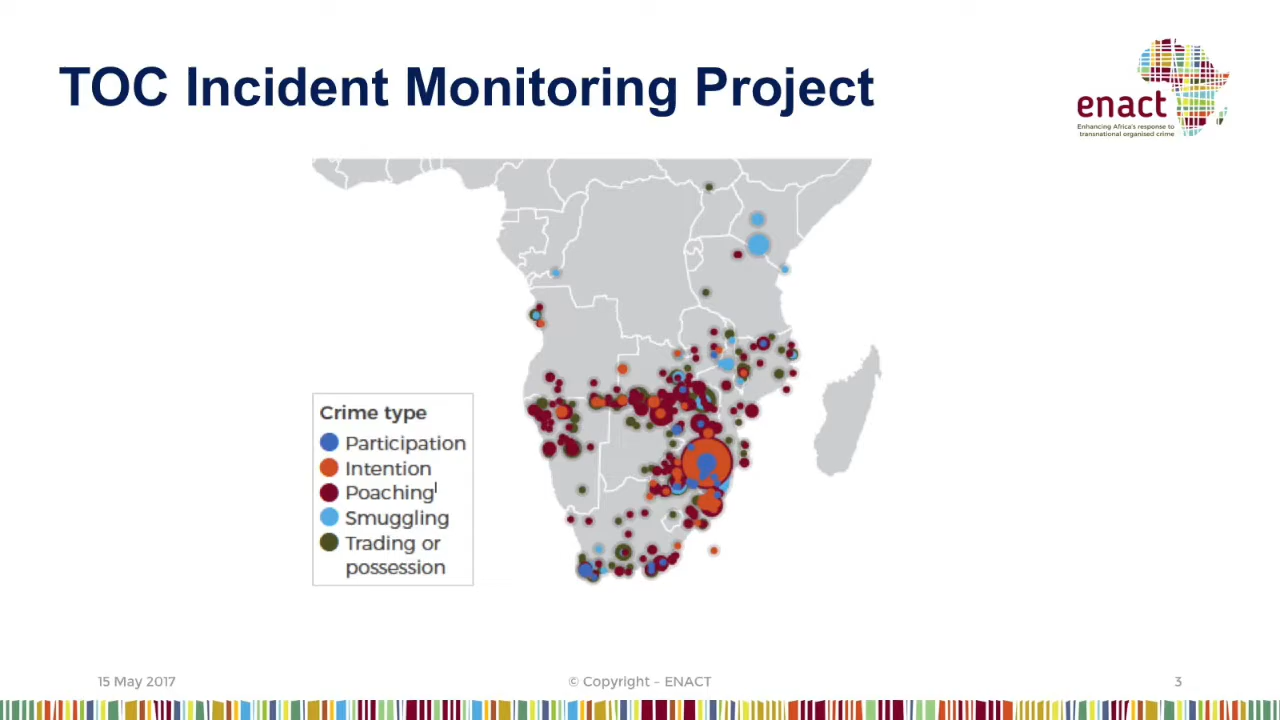 TOC Incident Monitoring Project
enact
Enhancing Africa's response to
transnational organised crime
Crime type
Participation
Intention
Poaching
Smuggling
Trading or
possession
15 May 2017
© Copyright – ENACT
3